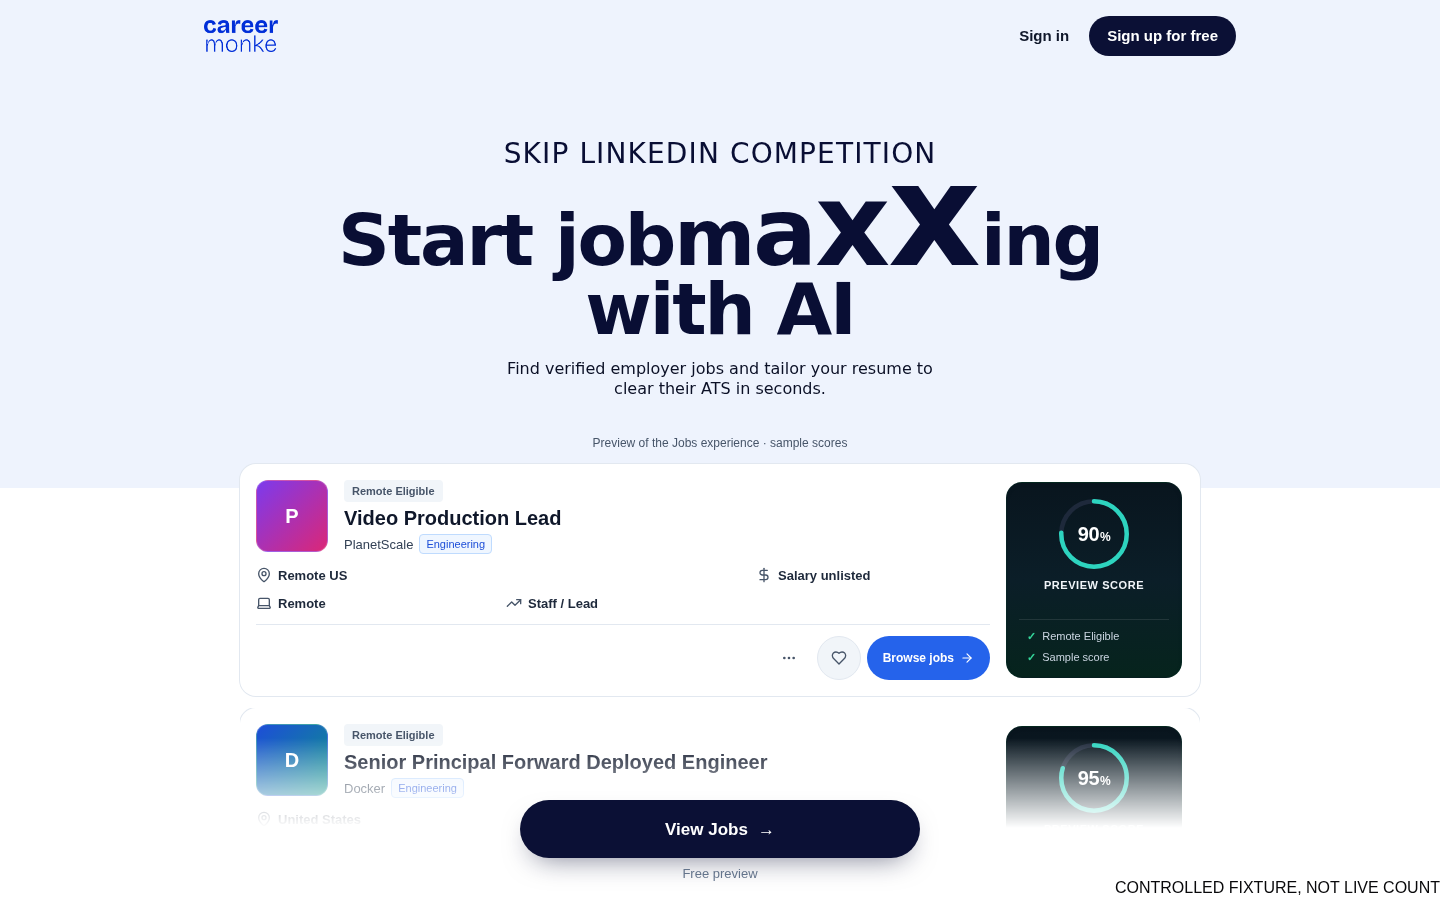 career
monke
Sign in
Sign up for free
SKIP LINKEDIN COMPETITION
Start jobmaxXing
with AI
Find verified employer jobs and tailor your resume to
clear their ATS in seconds.
Preview of the Jobs experience · sample scores
P
Remote Eligible
Video Production Lead
PlanetScale Engineering
Remote US
Salary unlisted
Remote
Staff / Lead
Browse jobs →
90%
PREVIEW SCORE
✓ Remote Eligible
✓ Sample score
D
Remote Eligible
Senior Principal Forward Deployed Engineer
Docker Engineering
United States
95%
View Jobs →
Free preview
CONTROLLED FIXTURE, NOT LIVE COUNT